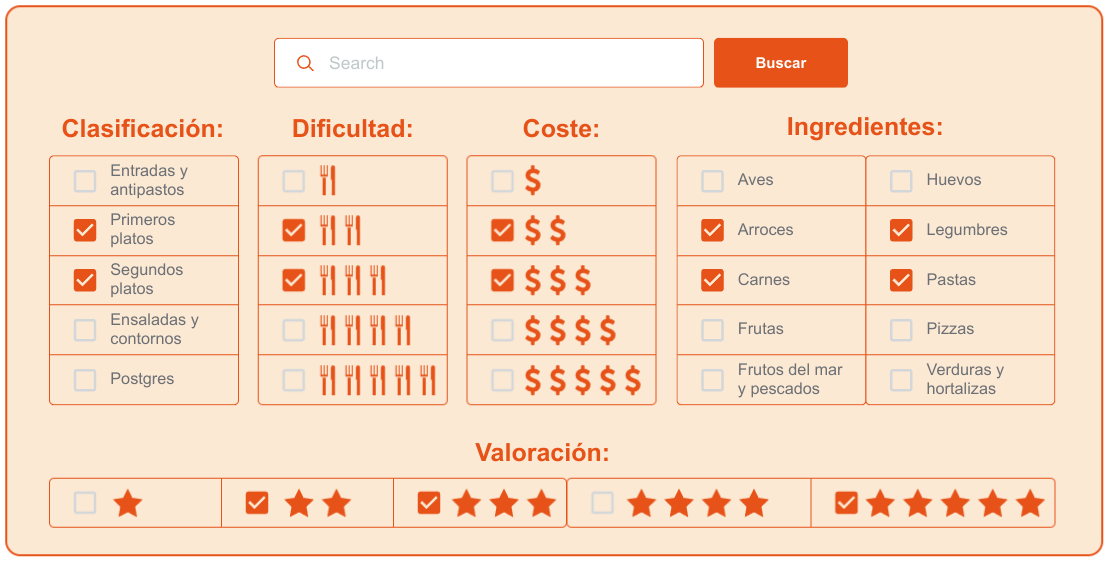 Search
Buscar
Clasificación:
Dificultad:
Coste:
Ingredientes:
Entradas y
antipastos
Primeros
platos
Segundos
platos
Ensaladas y
contornos
Postgres
$
$ $
$ $ $
$ $ $ $
$ $ $ $ $
Aves
Huevos
Arroces
Legumbres
Carnes
Pastas
Frutas
Pizzas
Frutos del mar
y pescados
Verduras y
hortalizas
Valoración: